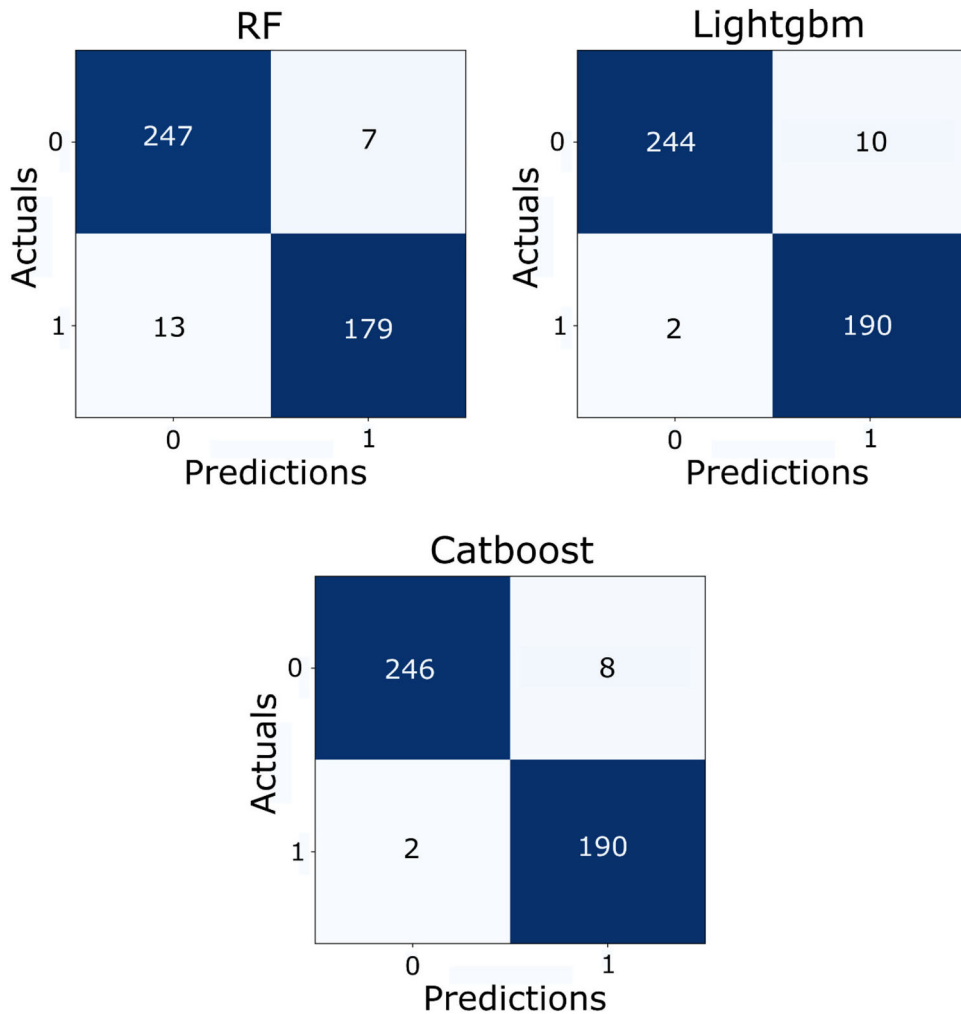 RF
Actuals
0
247
7
1
13
179
0
1
Predictions
Lightgbm
Actuals
0
244
10
1
2
190
0
1
Predictions
Catboost
Actuals
0
246
8
1
2
190
0
1
Predictions